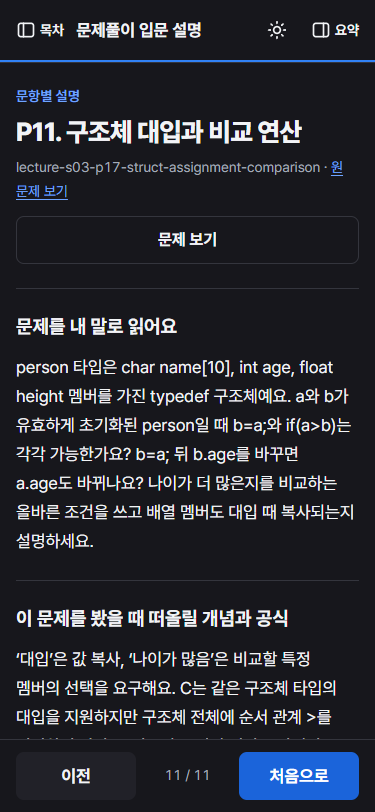 목차 문제풀이 입문 설명 요약
문항별 설명
P11. 구조체 대입과 비교 연산
lecture-s03-p17-struct-assignment-comparison · 원
문제 보기
문제 보기
문제를 내 말로 읽어요
person 타입은 char name[10], int age, float
height 멤버를 가진 typedef 구조체예요. a와 b가
유효하게 초기화된 person일 때 b=a;와 if(a>b)는
각각 가능한가요? b=a; 뒤 b.age를 바꾸면
a.age도 바뀌나요? 나이가 더 많은지를 비교하는
올바른 조건을 쓰고 배열 멤버도 대입 때 복사되는지
설명하세요.
이 문제를 봤을 때 떠올릴 개념과 공식
‘대입’은 값 복사, ‘나이가 많음’은 비교할 특정
멤버의 선택을 요구해요. C는 같은 구조체 타입의
대입을 지원하지만 구조체 전체에 순서 관계 >를
이전 11 / 11 처음으로